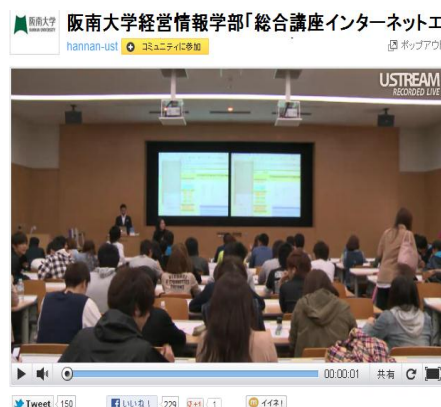 阪南大学
HANNAN UNIVERSITY
阪南大学経営情報学部「総合講座インターネットエ
hannan-ust
コミュニティに参加
ポップアウト
USTREAM
RECORDED LIVE
00:00:01
共有
Tweet 150
いいね! 229
+1 1
イイネ!